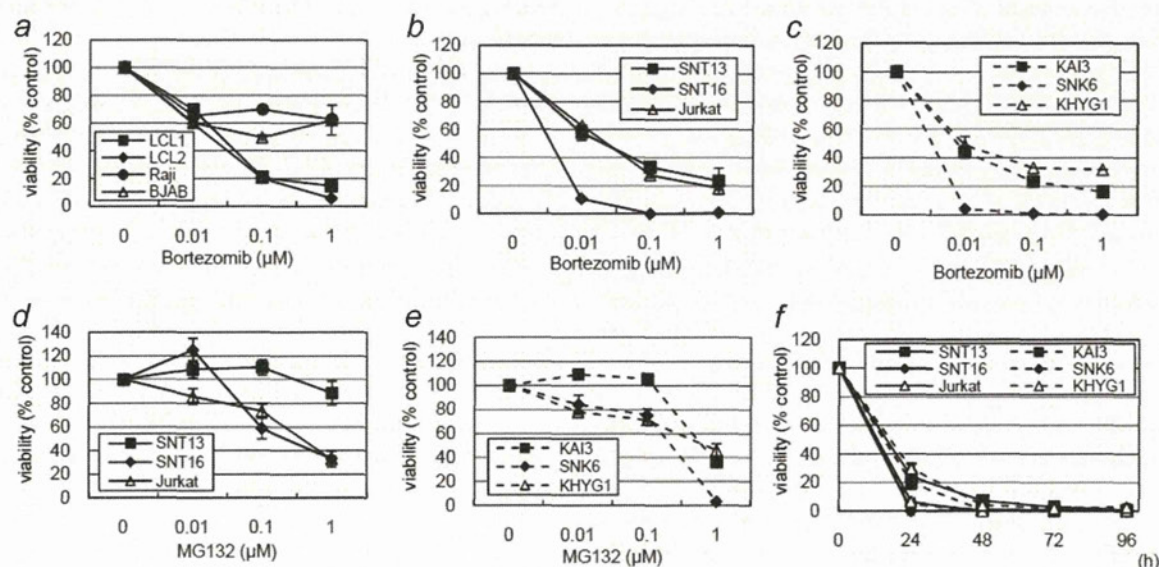 a
viability (% control)
120
100
80
60
40
20
0
LCL1
LCL2
Raji
BJAB
0 0.01 0.1 1
Bortezomib (µM)
b
viability (% control)
120
100
80
60
40
20
0
SNT13
SNT16
Jurkat
0 0.01 0.1 1
Bortezomib (µM)
c
viability (% control)
120
100
80
60
40
20
0
KAI3
SNK6
KHYG1
0 0.01 0.1 1
Bortezomib (µM)
d
viability (% control)
140
120
100
80
60
40
20
0
SNT13
SNT16
Jurkat
0 0.01 0.1 1
MG132 (µM)
e
viability (% control)
140
120
100
80
60
40
20
0
KAI3
SNK6
KHYG1
0 0.01 0.1 1
MG132 (µM)
f
viability (% control)
120
100
80
60
40
20
0
SNT13 KAI3
SNT16 SNK6
Jurkat KHYG1
0 24 48 72 96
(h)